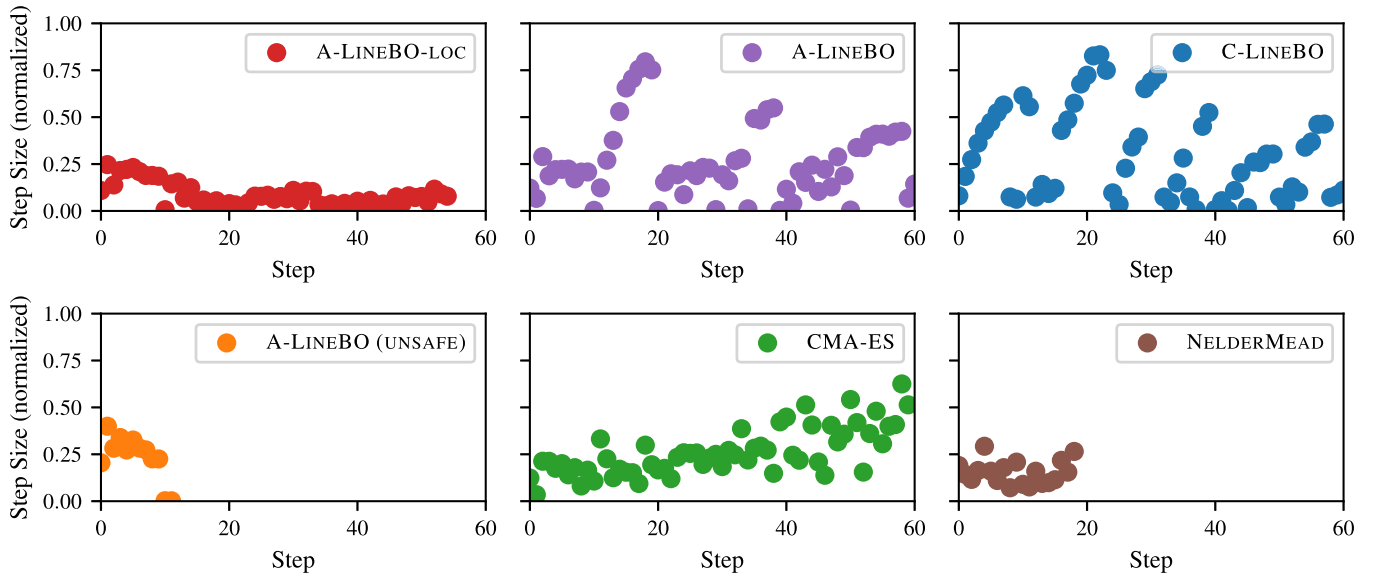 Step Size (normalized)
1.00
0.75
0.50
0.25
0.00
A-LINEBO-LOC
0 20 40 60
Step
A-LINEBO
0 20 40 60
Step
C-LINEBO
0 20 40 60
Step
Step Size (normalized)
1.00
0.75
0.50
0.25
0.00
A-LINEBO (UNSAFE)
0 20 40 60
Step
CMA-ES
0 20 40 60
Step
NELDERMEAD
0 20 40 60
Step